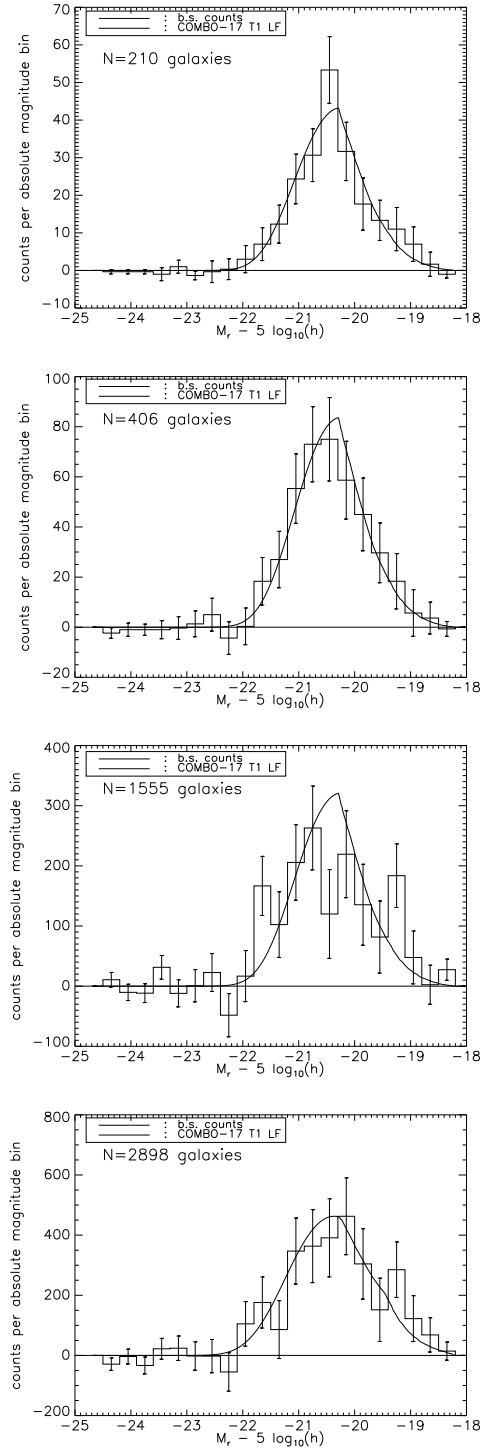 70
: b.s. counts
: COMBO-17 T1 LF
N=210 galaxies
60
50
40
30
20
10
0
-10
counts per absolute magnitude bin
-25 -24 -23 -22 -21 -20 -19 -18
M_r - 5 log_10(h)
100
: b.s. counts
: COMBO-17 T1 LF
N=406 galaxies
80
60
40
20
0
-20
counts per absolute magnitude bin
-25 -24 -23 -22 -21 -20 -19 -18
M_r - 5 log_10(h)
400
: b.s. counts
: COMBO-17 T1 LF
N=1555 galaxies
300
200
100
0
-100
counts per absolute magnitude bin
-25 -24 -23 -22 -21 -20 -19 -18
M_r - 5 log_10(h)
800
: b.s. counts
: COMBO-17 T1 LF
N=2898 galaxies
600
400
200
0
-200
counts per absolute magnitude bin
-25 -24 -23 -22 -21 -20 -19 -18
M_r - 5 log_10(h)